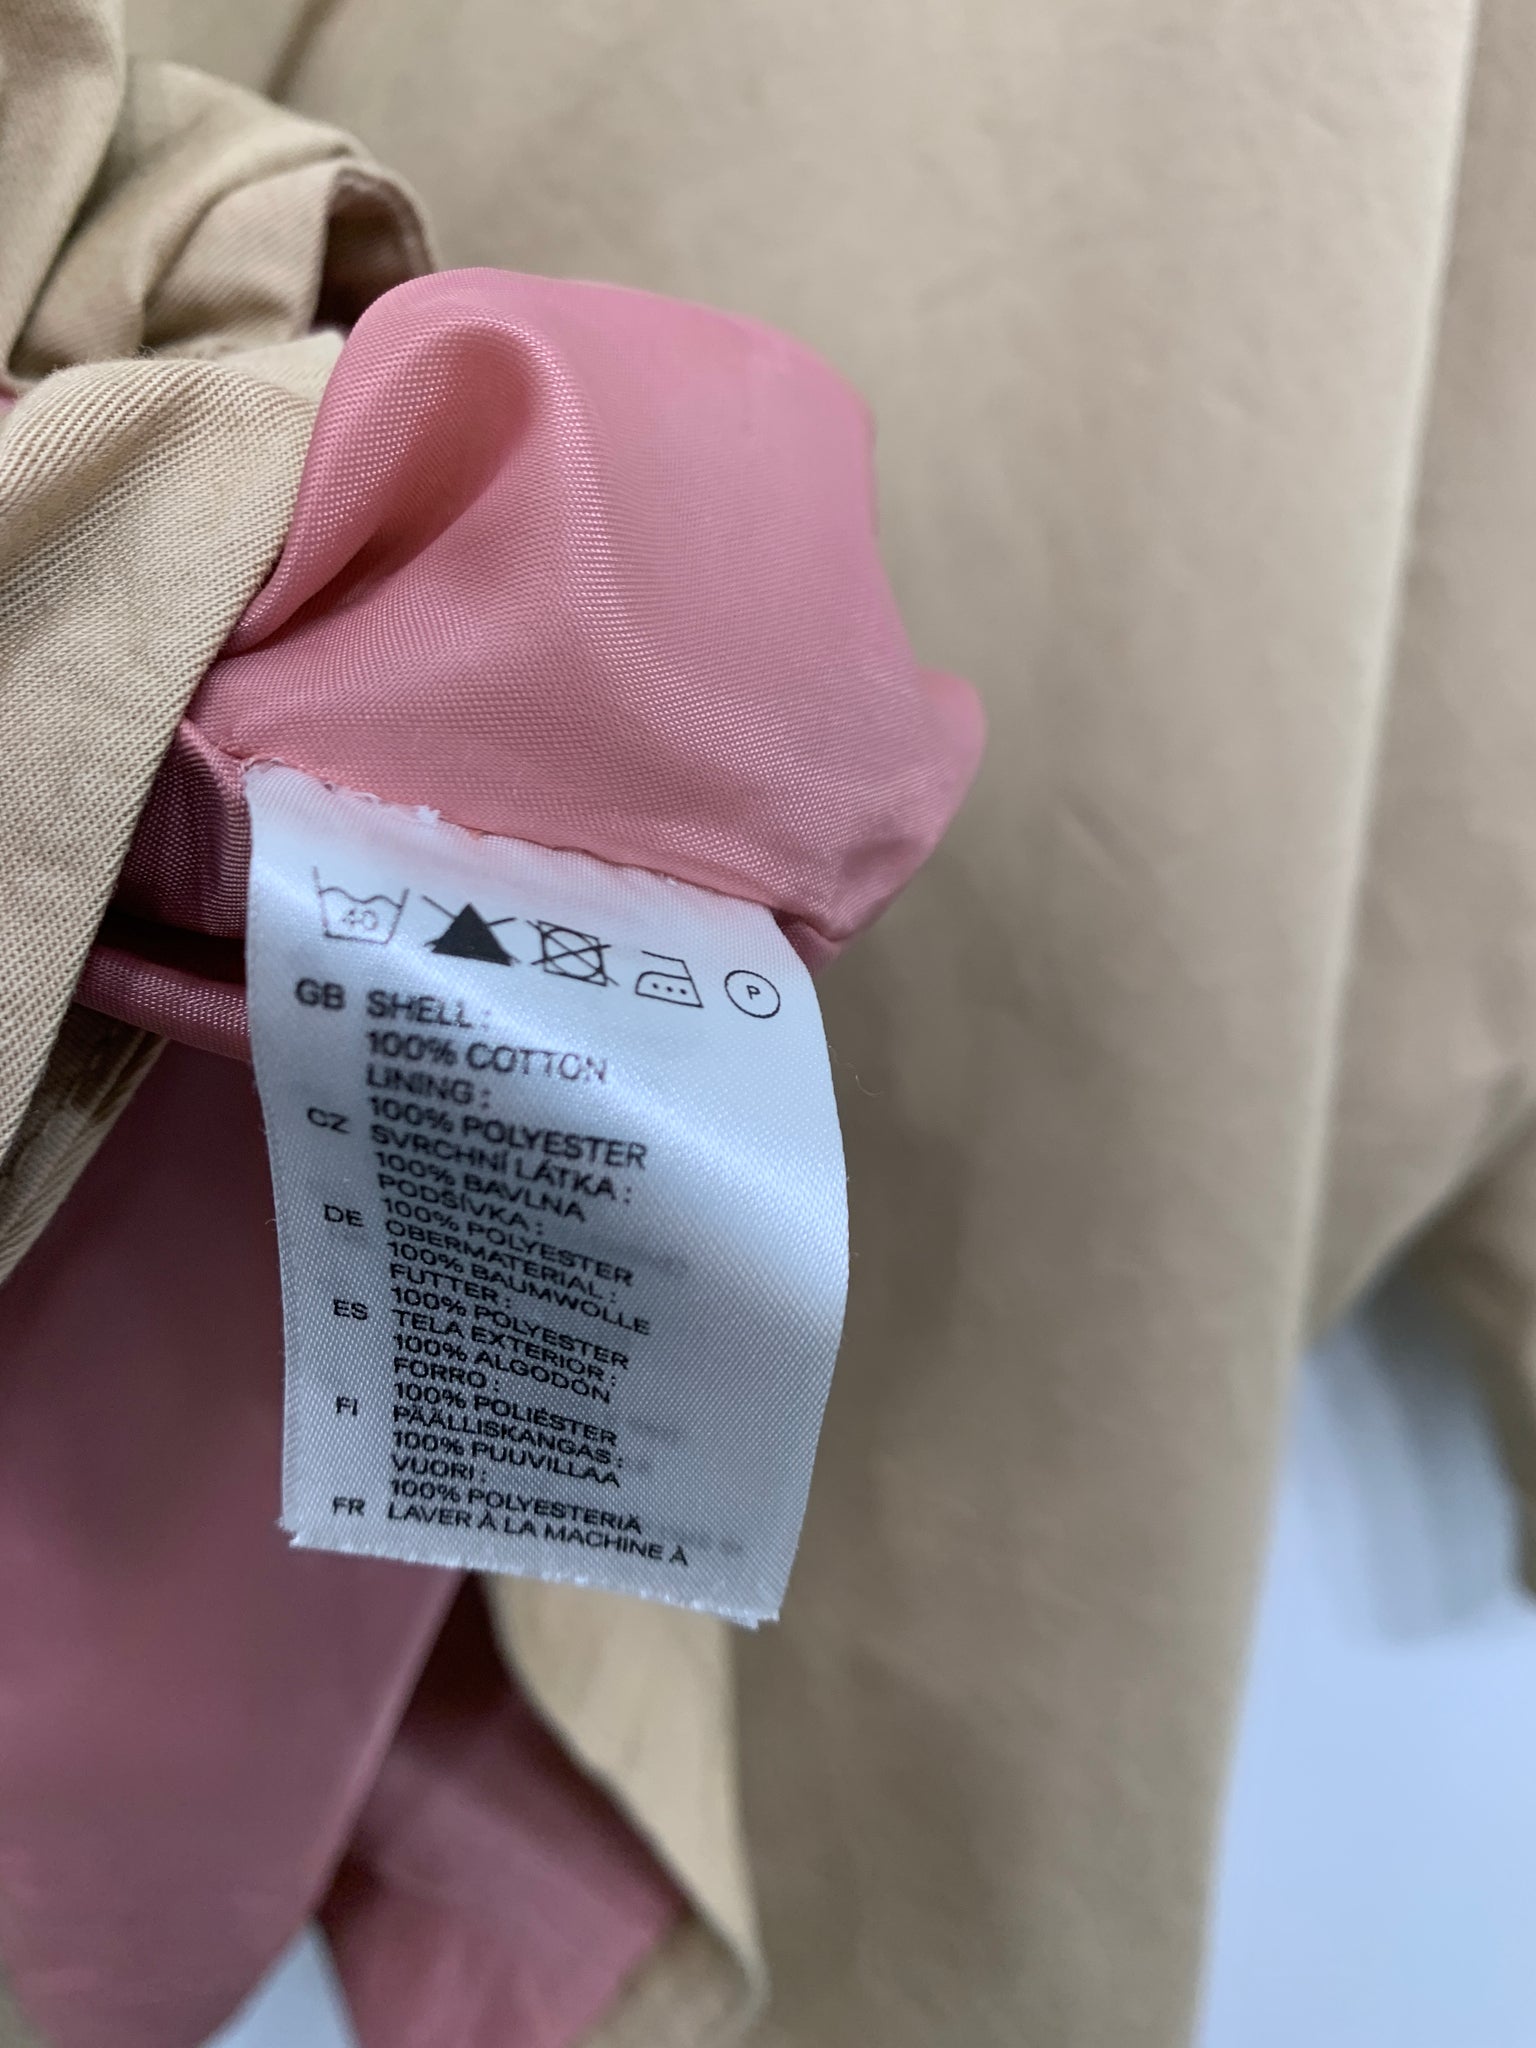 40
P
GB SHELL:
100% COTTON
LINING:
100% POLYESTER
CZ SVRCHNÍ LÁTKA:
100% BAVLNA
PODŠÍVKA:
100% POLYESTER
DE OBERMATERIAL:
100% BAUMWOLLE
FUTTER:
100% POLYESTER
ES TELA EXTERIOR:
100% ALGODÓN
FORRO:
100% POLIÉSTER
FI PÄÄLLISKANGAS:
100% PUUVILLAA
VUORI:
100% POLYESTERIÄ
FR LAVER À LA MACHINE À